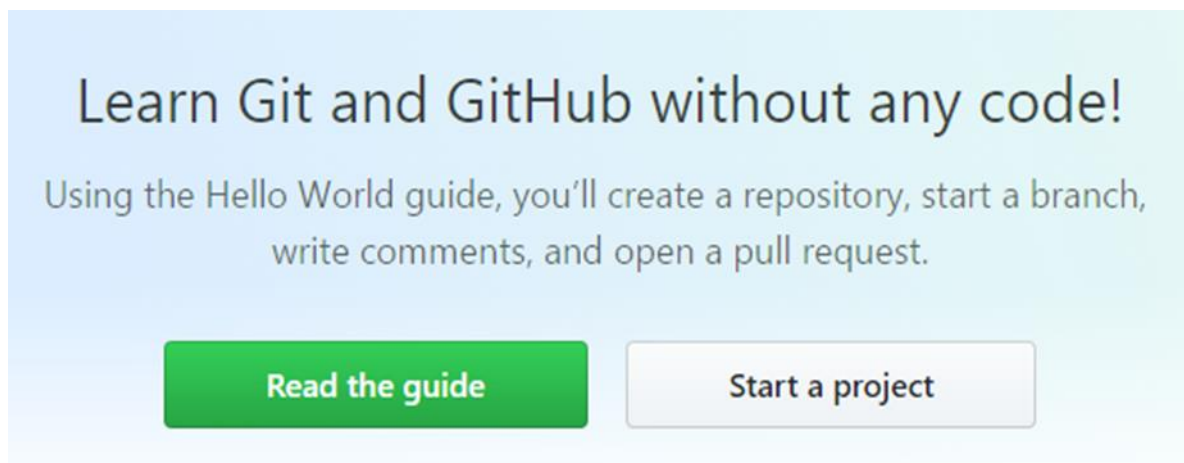 Learn Git and GitHub without any code!
Using the Hello World guide, you’ll create a repository, start a branch,
write comments, and open a pull request.
Read the guide
Start a project